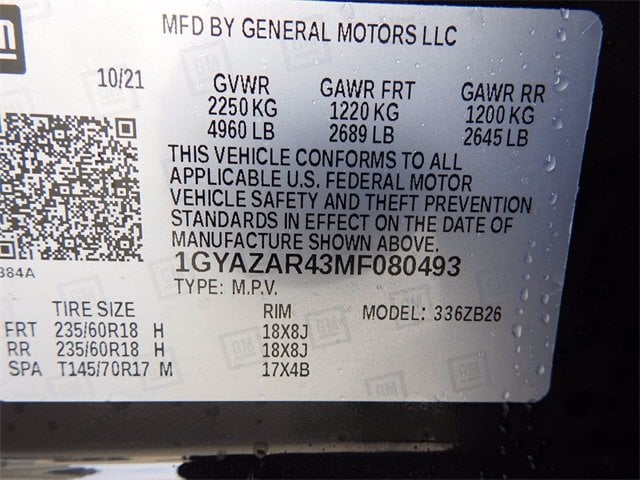 GM
MFD BY GENERAL MOTORS LLC
10/21
GVWR GAWR FRT GAWR RR
2250 KG 1220 KG 1200 KG
4960 LB 2689 LB 2645 LB
THIS VEHICLE CONFORMS TO ALL
APPLICABLE U.S. FEDERAL MOTOR
VEHICLE SAFETY AND THEFT PREVENTION
STANDARDS IN EFFECT ON THE DATE OF
MANUFACTURE SHOWN ABOVE.
384A
1GYAZAR43MF080493
TYPE: M.P.V.
TIRE SIZE RIM MODEL: 336ZB26
FRT 235/60R18 H 18X8J
RR 235/60R18 H 18X8J
SPA T145/70R17 M 17X4B